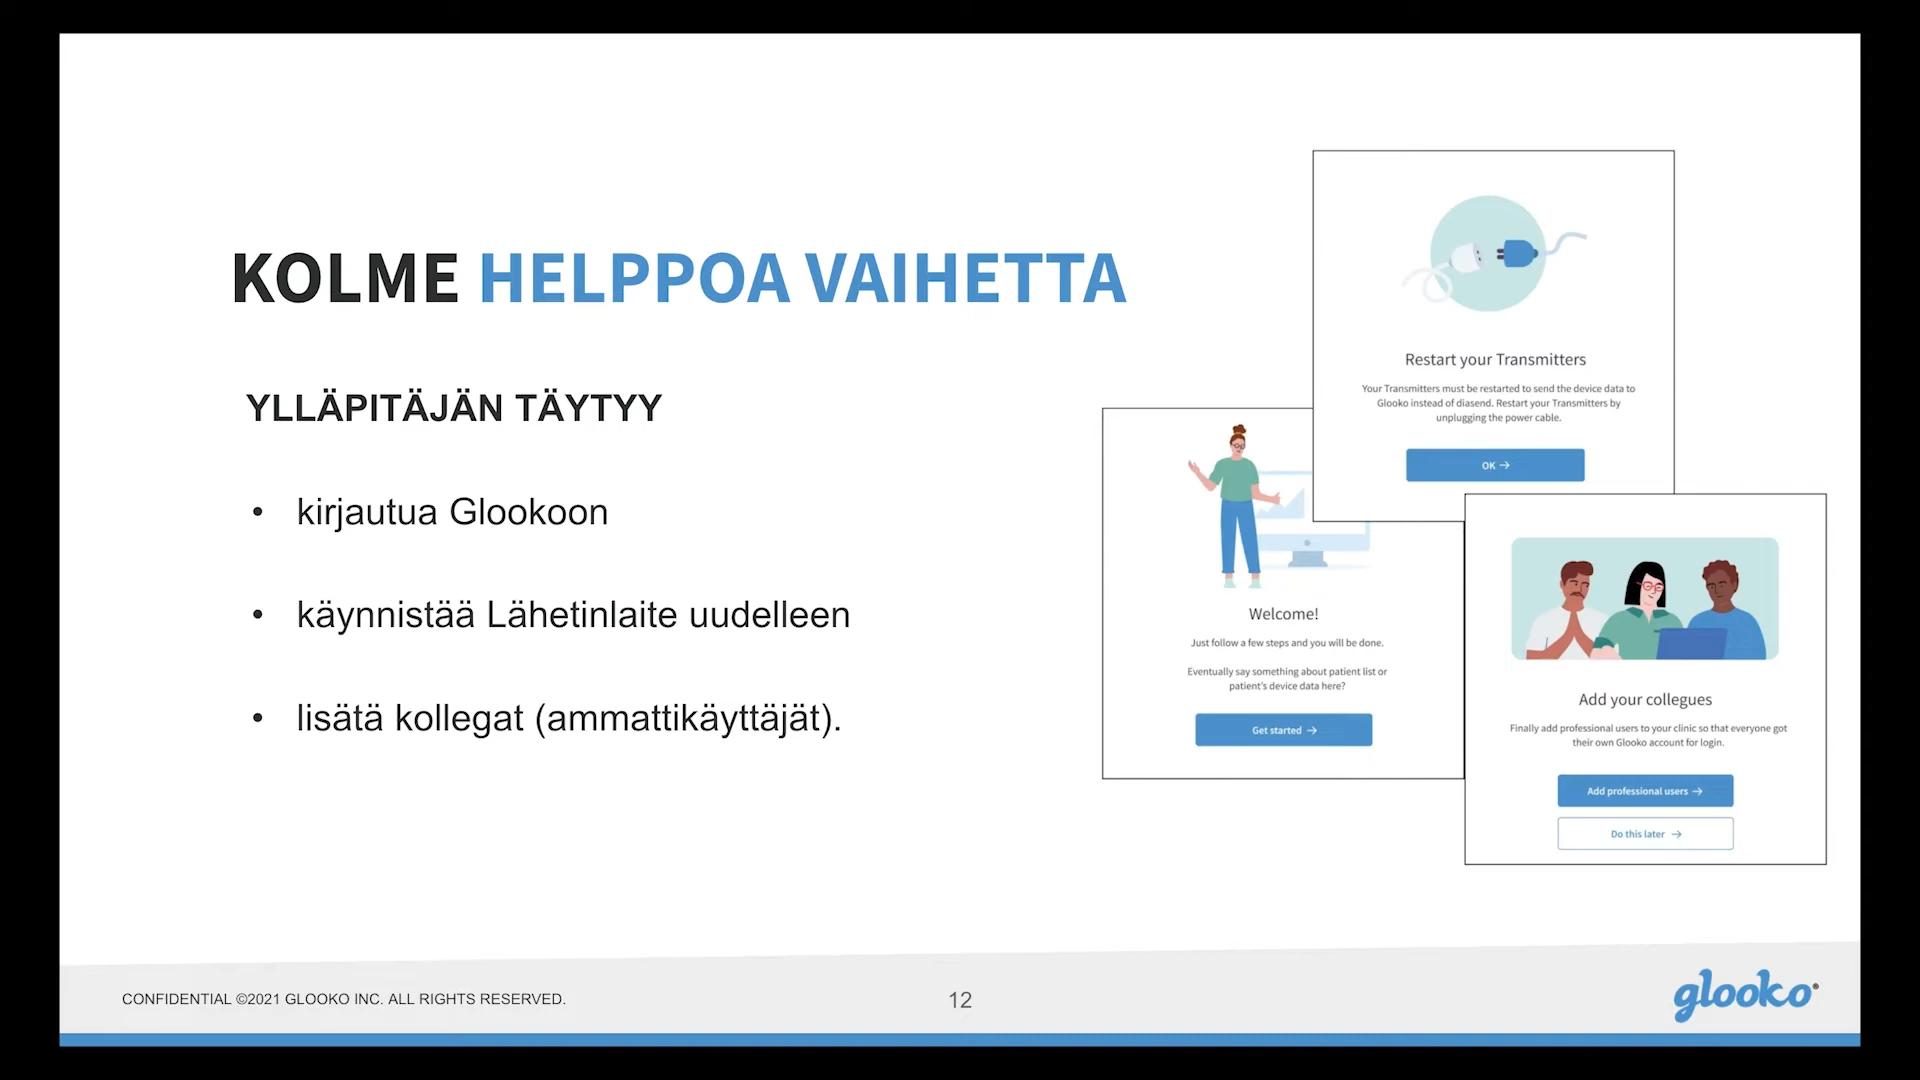 KOLME HELPPOA VAIHETTA
YLLÄPITÄJÄN TÄYTYY
• kirjautua Glookoon
• käynnistää Lähetinlaite uudelleen
• lisätä kollegat (ammattikäyttäjät).
Restart your Transmitters
Your Transmitters must be restarted to send the device data to
Glooko instead of diasend. Restart your Transmitters by
unplugging the power cable.
OK →
Welcome!
Just follow a few steps and you will be done.
Eventually say something about patient list or
patient's device data here?
Get started →
Add your collegues
Finally add professional users to your clinic so that everyone got
their own Glooko account for login.
Add professional users →
Do this later →
CONFIDENTIAL ©2021 GLOOKO INC. ALL RIGHTS RESERVED.
12
glooko®